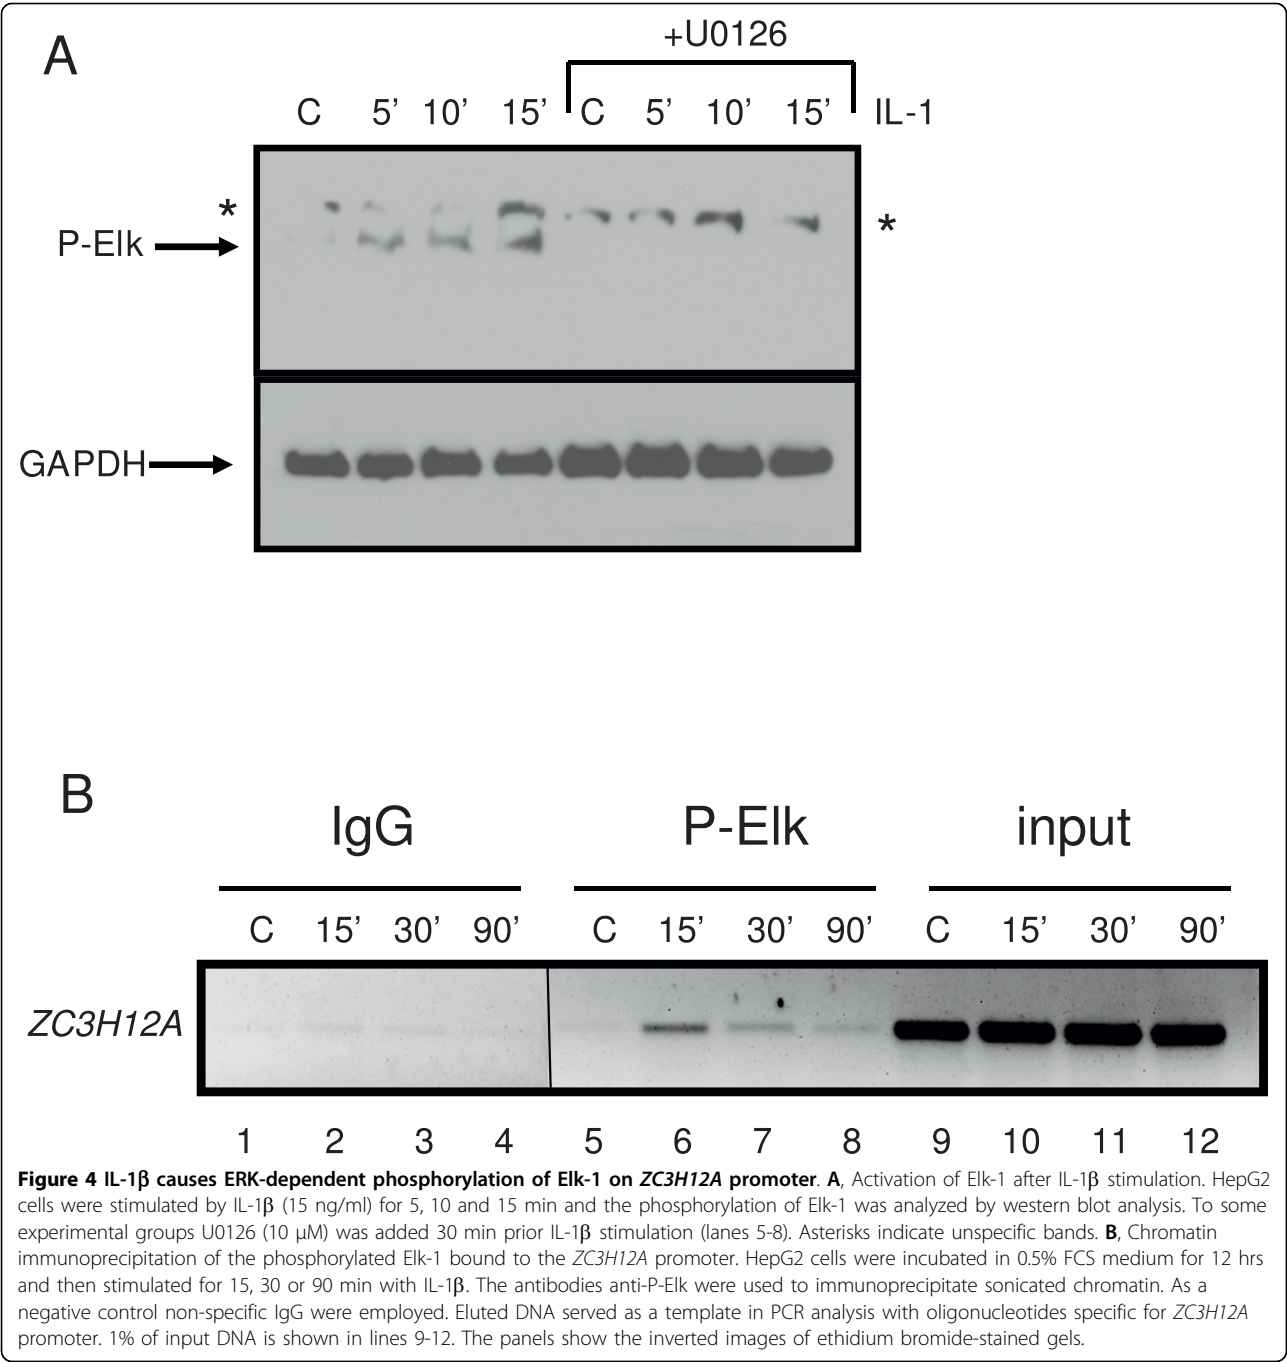 A
+U0126
C 5’ 10’ 15’ C 5’ 10’ 15’ IL-1
*
*
P-Elk
GAPDH
B
IgG P-Elk input
C 15’ 30’ 90’ C 15’ 30’ 90’ C 15’ 30’ 90’
ZC3H12A
1 2 3 4 5 6 7 8 9 10 11 12
Figure 4 IL-1β causes ERK-dependent phosphorylation of Elk-1 on ZC3H12A promoter. A, Activation of Elk-1 after IL-1β stimulation. HepG2
cells were stimulated by IL-1β (15 ng/ml) for 5, 10 and 15 min and the phosphorylation of Elk-1 was analyzed by western blot analysis. To some
experimental groups U0126 (10 μM) was added 30 min prior IL-1β stimulation (lanes 5-8). Asterisks indicate unspecific bands. B, Chromatin
immunoprecipitation of the phosphorylated Elk-1 bound to the ZC3H12A promoter. HepG2 cells were incubated in 0.5% FCS medium for 12 hrs
and then stimulated for 15, 30 or 90 min with IL-1β. The antibodies anti-P-Elk were used to immunoprecipitate sonicated chromatin. As a
negative control non-specific IgG were employed. Eluted DNA served as a template in PCR analysis with oligonucleotides specific for ZC3H12A
promoter. 1% of input DNA is shown in lines 9-12. The panels show the inverted images of ethidium bromide-stained gels.